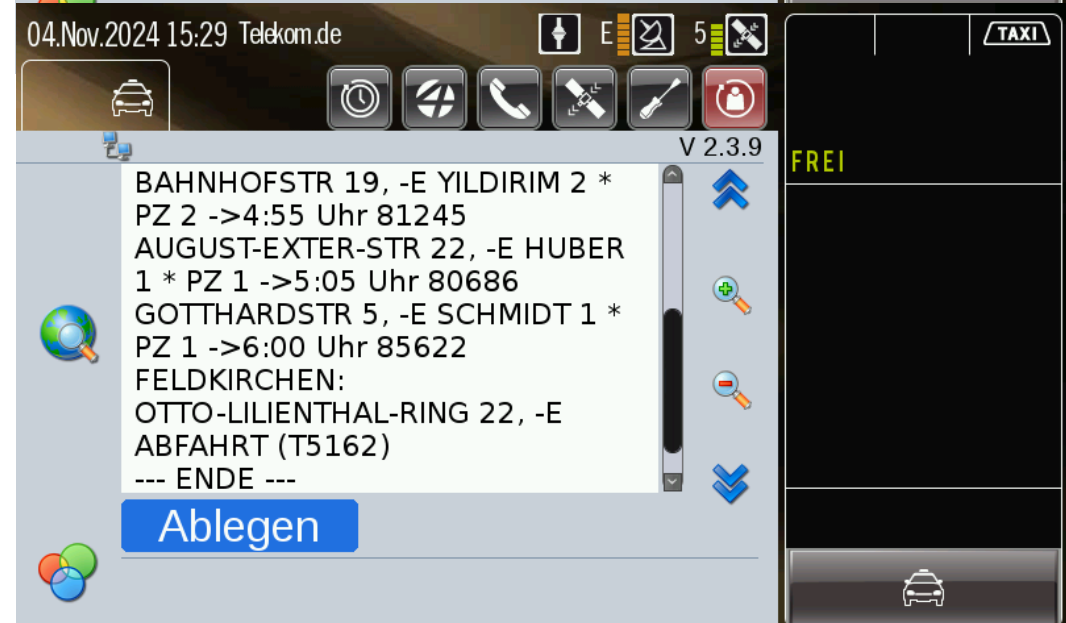 04.Nov.2024 15:29 Telekom.de E 5
TAXI
V 2.3.9
FREI
BAHNHOFSTR 19, -E YILDIRIM 2 *
PZ 2 ->4:55 Uhr 81245
AUGUST-EXTER-STR 22, -E HUBER
1 * PZ 1 ->5:05 Uhr 80686
GOTTHARDSTR 5, -E SCHMIDT 1 *
PZ 1 ->6:00 Uhr 85622
FELDKIRCHEN:
OTTO-LILIENTHAL-RING 22, -E
ABFAHRT (T5162)
--- ENDE ---
Ablegen